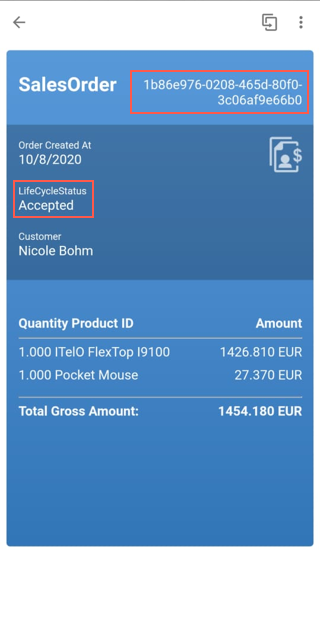 SalesOrder
1b86e976-0208-465d-80f0-
3c06af9e66b0
Order Created At
10/8/2020
$
LifeCycleStatus
Accepted
Customer
Nicole Bohm
Quantity Product ID Amount
1.000 ITelO FlexTop I9100 1426.810 EUR
1.000 Pocket Mouse 27.370 EUR
Total Gross Amount: 1454.180 EUR